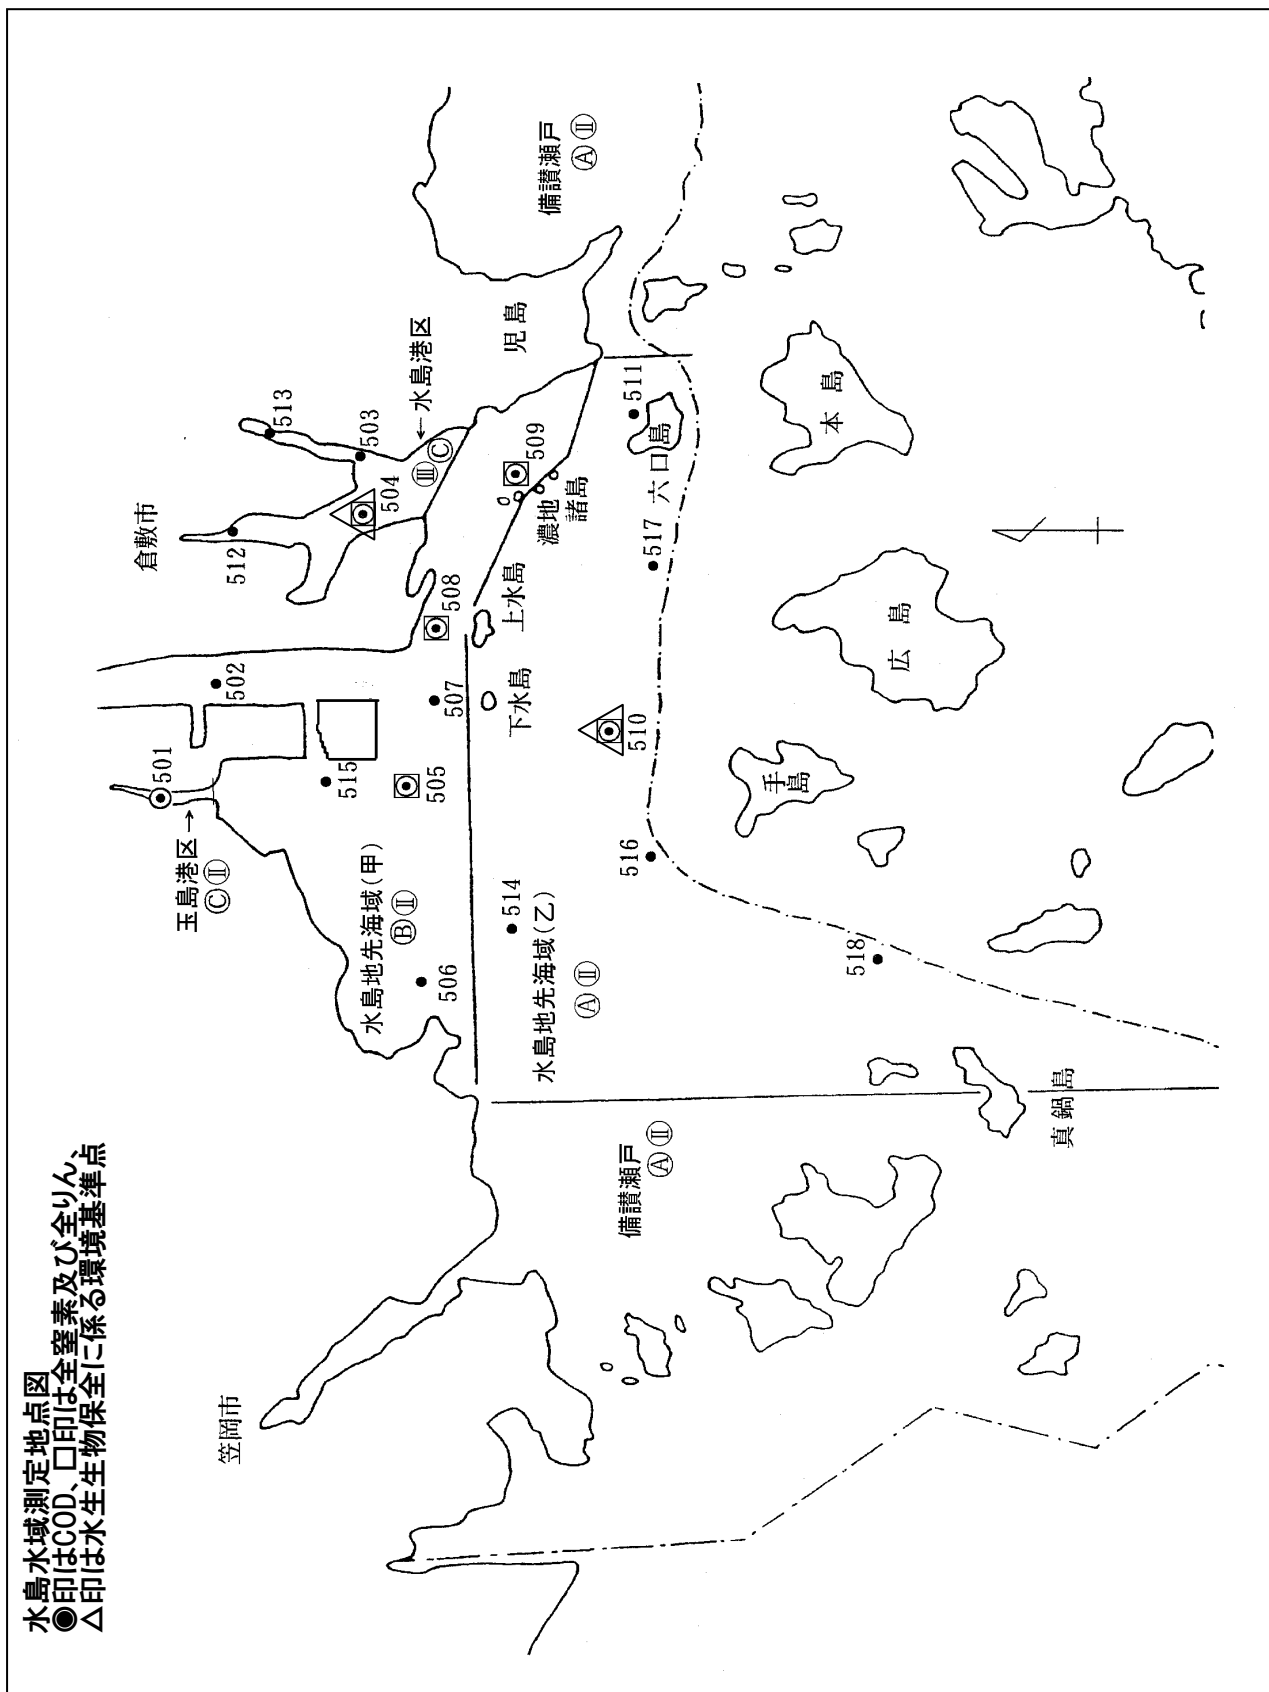 水島水域測定地点図
◉印はCOD、□印は全窒素及び全りん、
△印は水生生物保全に係る環境基準点
笠岡市
倉敷市
玉島港区→
Ⓒ Ⅱ
501
502
512
513
503
504
←水島港区
Ⅲ Ⓒ
児島
備讃瀬戸
Ⓐ Ⅱ
水島地先海域(甲)
Ⓑ Ⅱ
515
505
506
507
508
509
下水島
上水島
濃地
諸島
水島地先海域(乙)
Ⓐ Ⅱ
514
510
516
517
六口島
511
備讃瀬戸
Ⓐ Ⅱ
518
真鍋島
手島
広島
本島